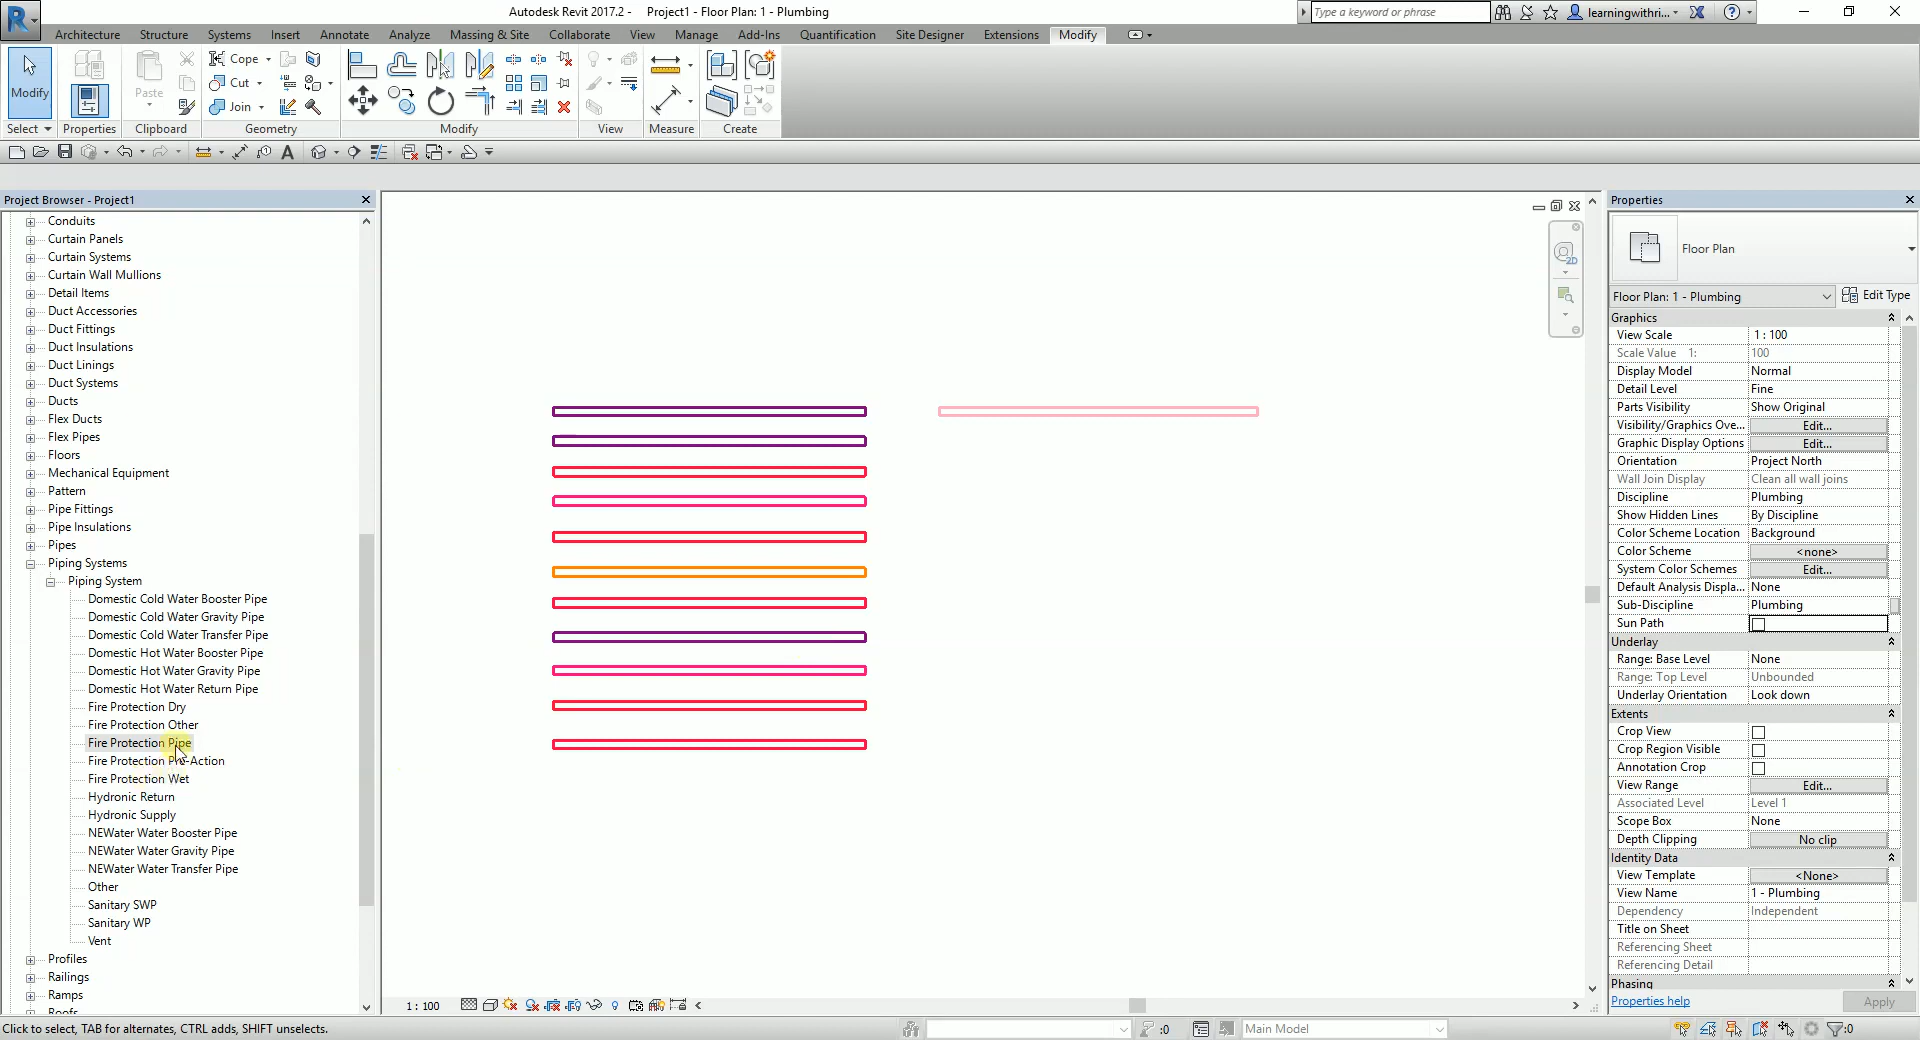 Autodesk Revit 2017.2 - Project1 - Floor Plan: 1 - Plumbing
Type a keyword or phrase
learningwithri...
Architecture Structure Systems Insert Annotate Analyze Massing & Site Collaborate View Manage Add-Ins Quantification Site Designer Extensions Modify
Modify
Paste
Cope
Cut
Join
Select Properties Clipboard Geometry Modify View Measure Create
Project Browser - Project1
Conduits
Curtain Panels
Curtain Systems
Curtain Wall Mullions
Detail Items
Duct Accessories
Duct Fittings
Duct Insulations
Duct Linings
Duct Systems
Ducts
Flex Ducts
Flex Pipes
Floors
Mechanical Equipment
Pattern
Pipe Fittings
Pipe Insulations
Pipes
Piping Systems
Piping System
Domestic Cold Water Booster Pipe
Domestic Cold Water Gravity Pipe
Domestic Cold Water Transfer Pipe
Domestic Hot Water Booster Pipe
Domestic Hot Water Gravity Pipe
Domestic Hot Water Return Pipe
Fire Protection Dry
Fire Protection Other
Fire Protection Pipe
Fire Protection Pre-Action
Fire Protection Wet
Hydronic Return
Hydronic Supply
NEWater Water Booster Pipe
NEWater Water Gravity Pipe
NEWater Water Transfer Pipe
Other
Sanitary SWP
Sanitary WP
Vent
Profiles
Railings
Ramps
Roofs
2D
1 : 100
Properties
Floor Plan
Floor Plan: 1 - Plumbing Edit Type
Graphics
View Scale 1 : 100
Scale Value 1: 100
Display Model Normal
Detail Level Fine
Parts Visibility Show Original
Visibility/Graphics Ove... Edit...
Graphic Display Options Edit...
Orientation Project North
Wall Join Display Clean all wall joins
Discipline Plumbing
Show Hidden Lines By Discipline
Color Scheme Location Background
Color Scheme <none>
System Color Schemes Edit...
Default Analysis Displa... None
Sub-Discipline Plumbing
Sun Path
Underlay
Range: Base Level None
Range: Top Level Unbounded
Underlay Orientation Look down
Extents
Crop View
Crop Region Visible
Annotation Crop
View Range Edit...
Associated Level Level 1
Scope Box None
Depth Clipping No clip
Identity Data
View Template <None>
View Name 1 - Plumbing
Dependency Independent
Title on Sheet
Referencing Sheet
Referencing Detail
Phasing
Properties help Apply
Click to select, TAB for alternates, CTRL adds, SHIFT unselects.
:0
Main Model
:0